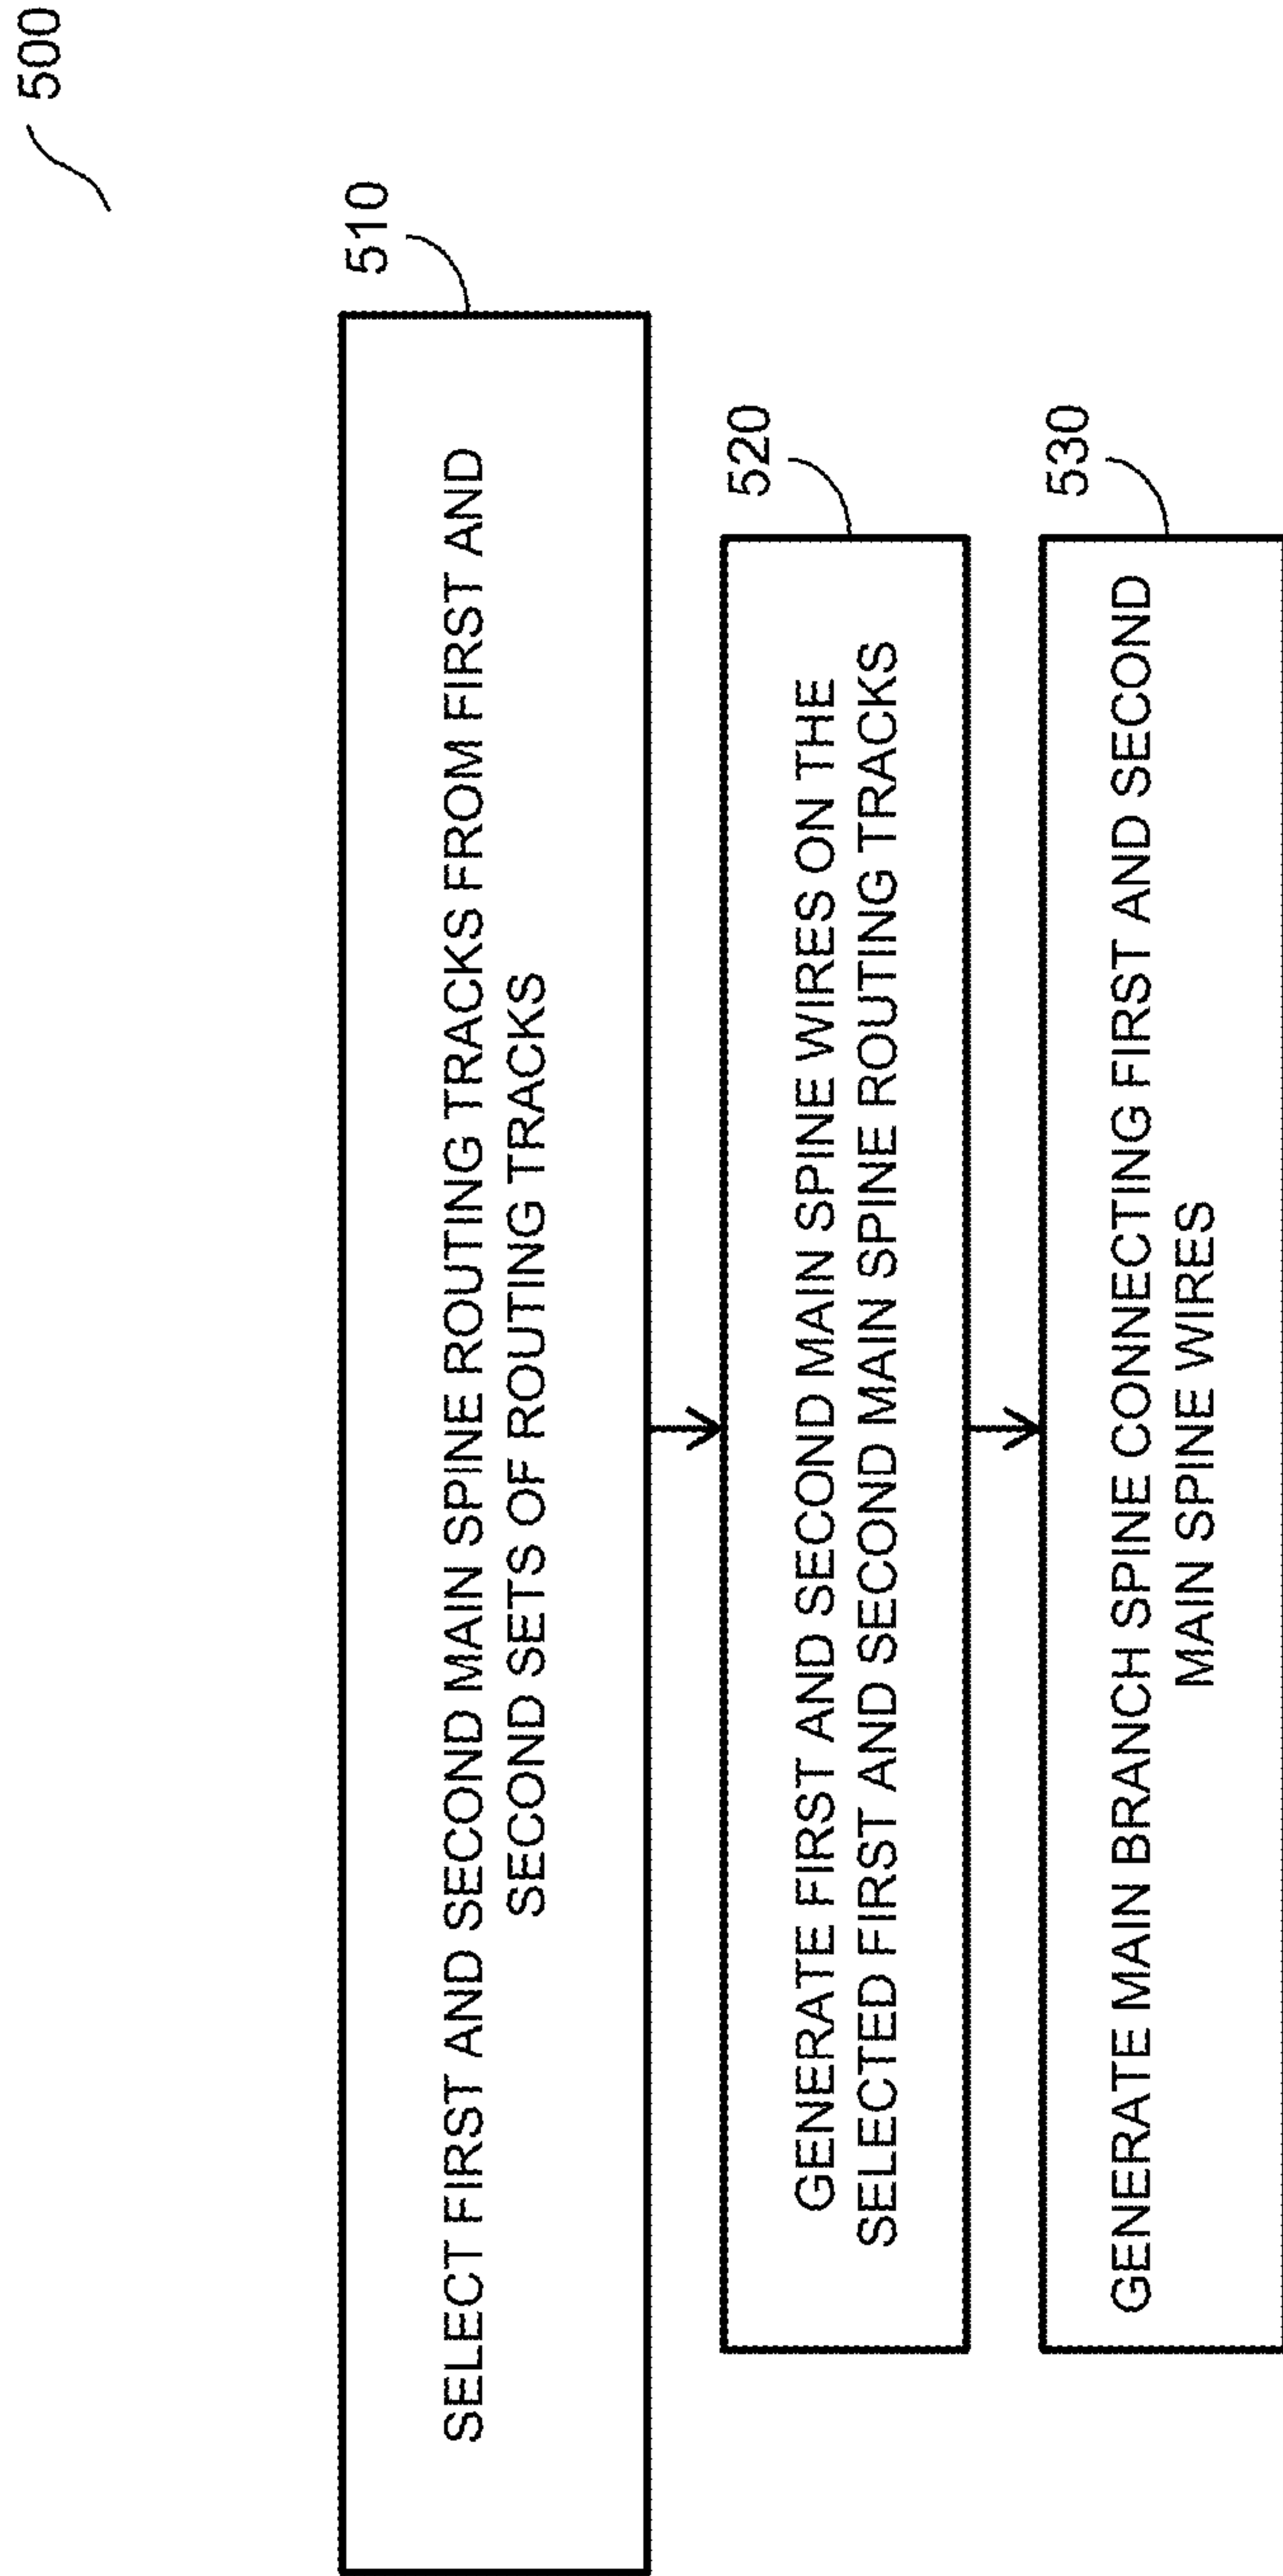 500
510
SELECT FIRST AND SECOND MAIN SPINE ROUTING TRACKS FROM FIRST AND
SECOND SETS OF ROUTING TRACKS
520
GENERATE FIRST AND SECOND MAIN SPINE WIRES ON THE
SELECTED FIRST AND SECOND MAIN SPINE ROUTING TRACKS
530
GENERATE MAIN BRANCH SPINE CONNECTING FIRST AND SECOND
MAIN SPINE WIRES